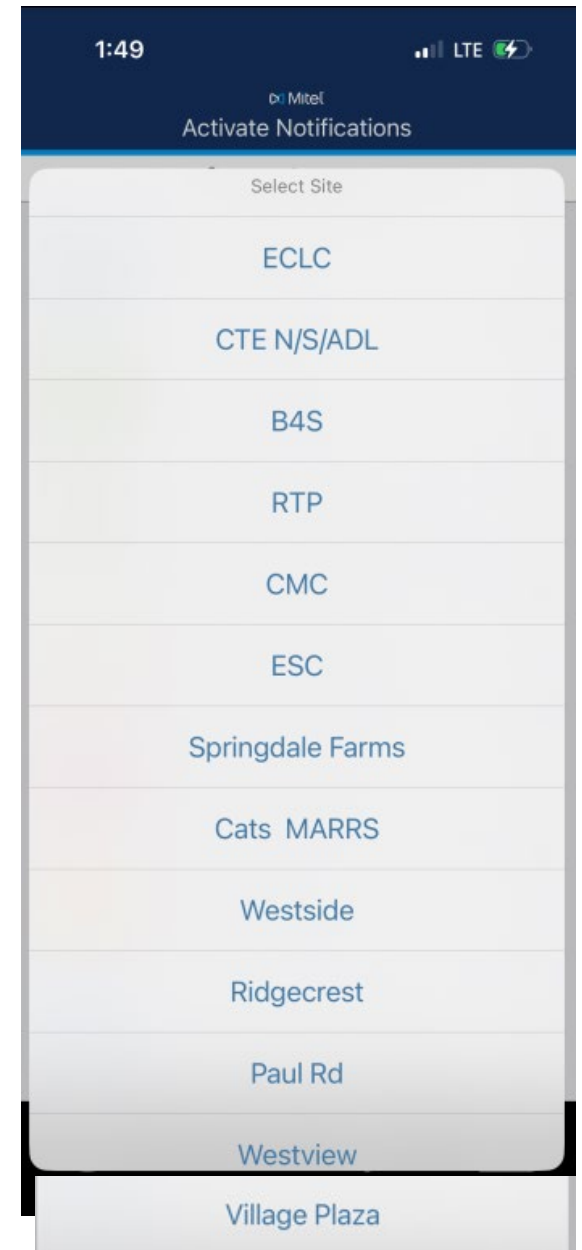 1:49
LTE
Mitel
Activate Notifications
Select Site
ECLC
CTE N/S/ADL
B4S
RTP
CMC
ESC
Springdale Farms
Cats MARRS
Westside
Ridgecrest
Paul Rd
Westview
Village Plaza